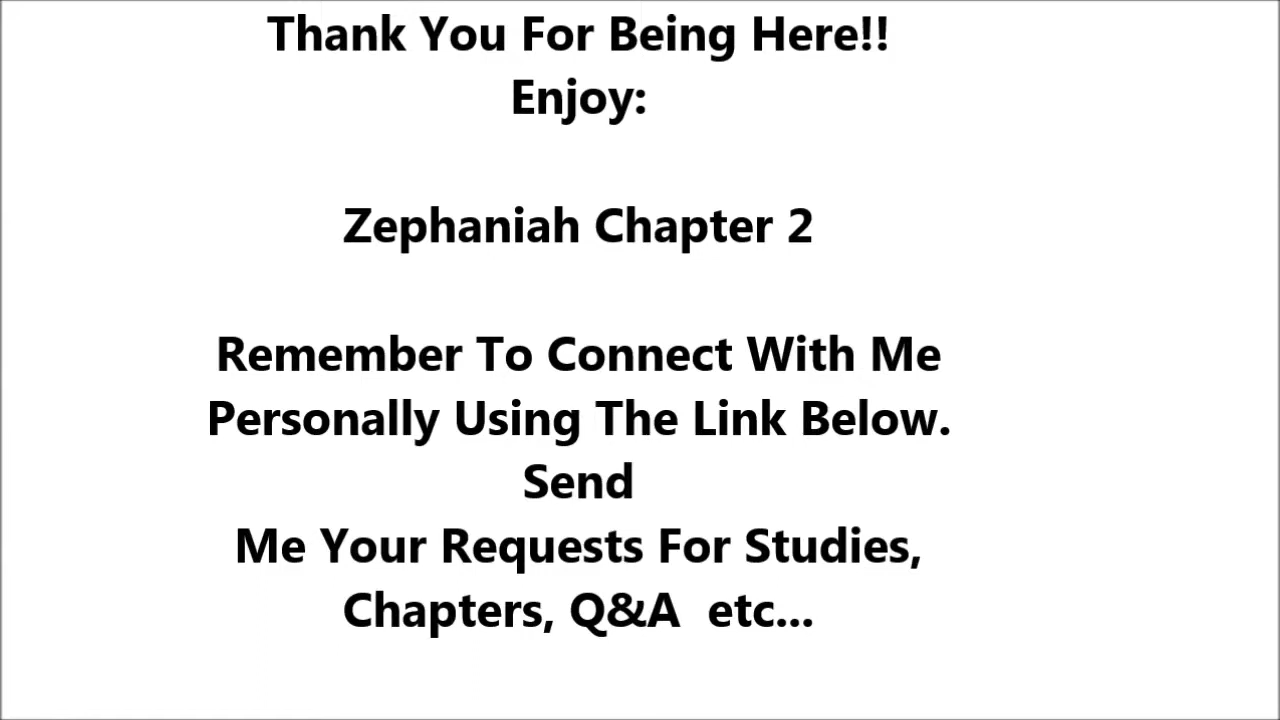 Thank You For Being Here!!
Enjoy:
Zephaniah Chapter 2
Remember To Connect With Me
Personally Using The Link Below.
Send
Me Your Requests For Studies,
Chapters, Q&A  etc...